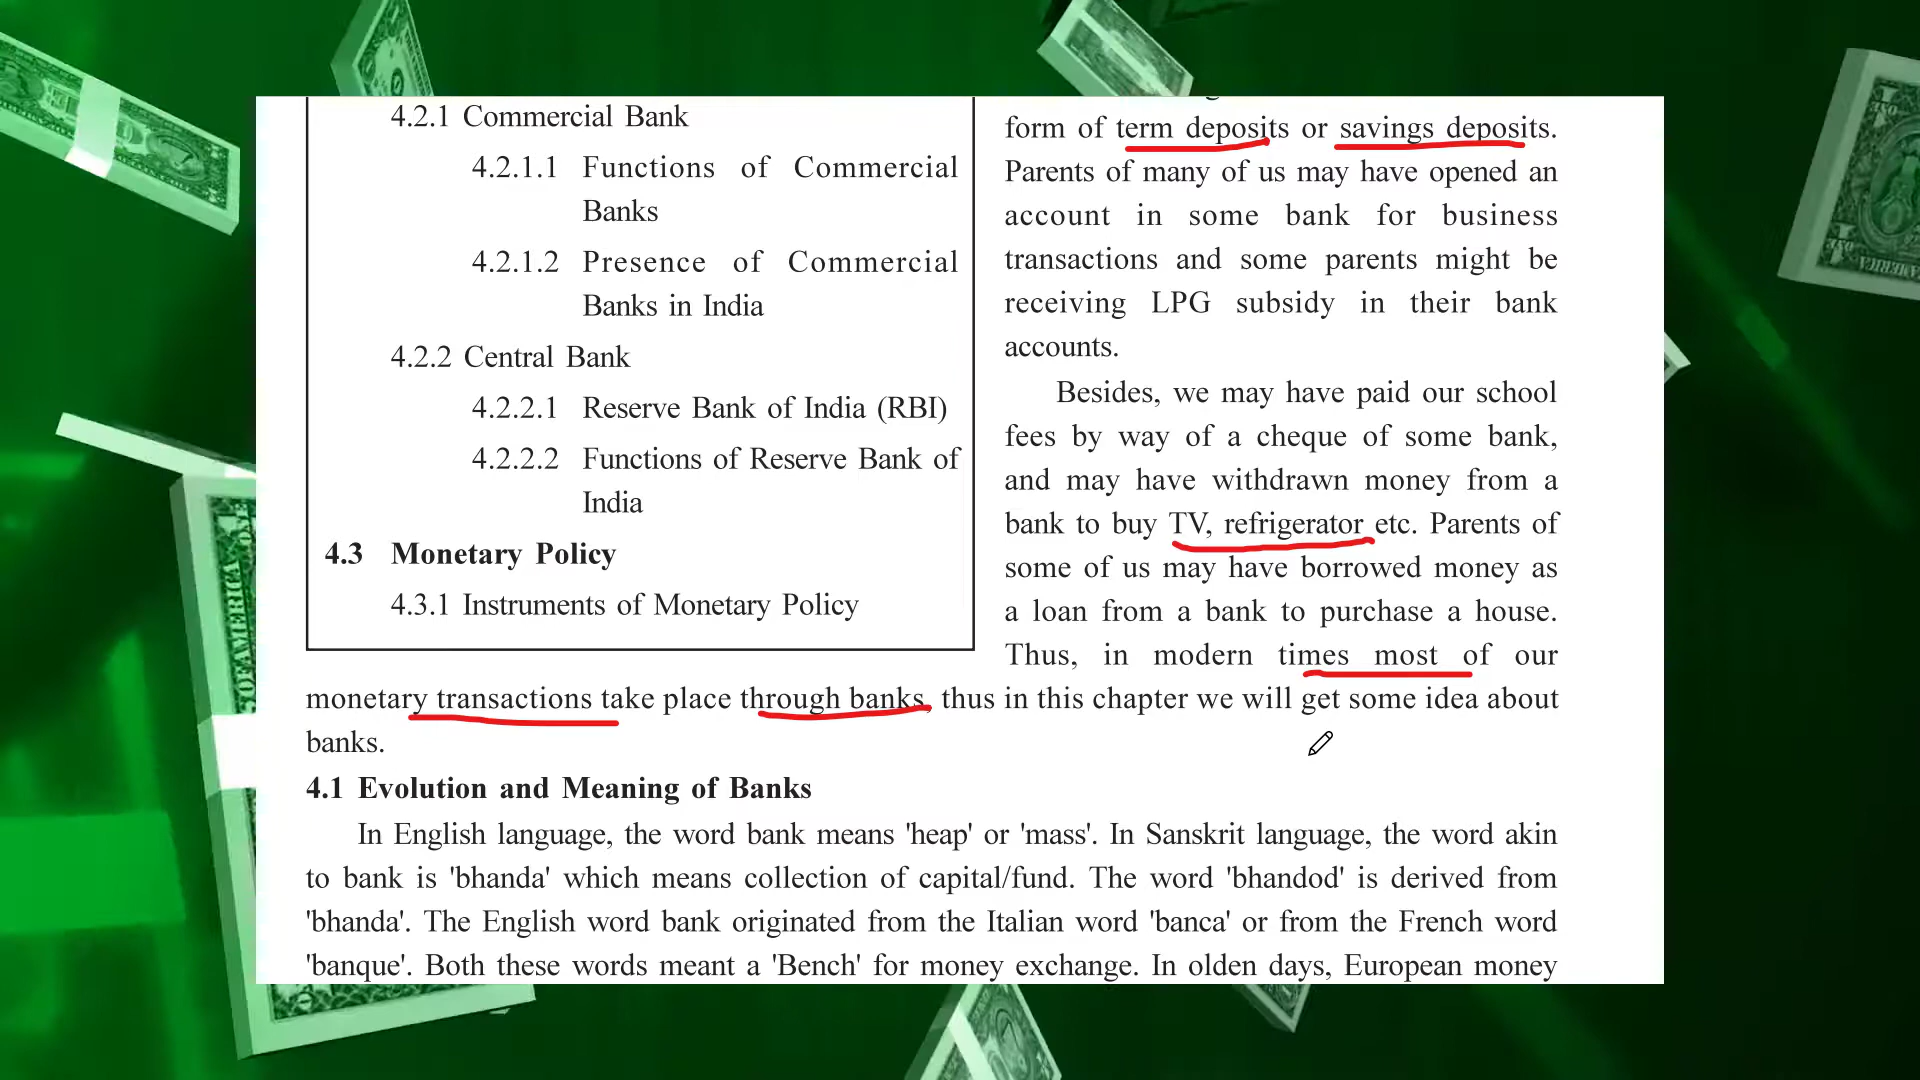 4.2.1 Commercial Bank
4.2.1.1 Functions of Commercial
Banks
4.2.1.2 Presence of Commercial
Banks in India
4.2.2 Central Bank
4.2.2.1 Reserve Bank of India (RBI)
4.2.2.2 Functions of Reserve Bank of
India
4.3 Monetary Policy
4.3.1 Instruments of Monetary Policy
form of term deposits or savings deposits.
Parents of many of us may have opened an
account in some bank for business
transactions and some parents might be
receiving LPG subsidy in their bank
accounts.
Besides, we may have paid our school
fees by way of a cheque of some bank,
and may have withdrawn money from a
bank to buy TV, refrigerator etc. Parents of
some of us may have borrowed money as
a loan from a bank to purchase a house.
Thus, in modern times most of our
monetary transactions take place through banks, thus in this chapter we will get some idea about
banks.
4.1 Evolution and Meaning of Banks
In English language, the word bank means 'heap' or 'mass'. In Sanskrit language, the word akin
to bank is 'bhanda' which means collection of capital/fund. The word 'bhandod' is derived from
'bhanda'. The English word bank originated from the Italian word 'banca' or from the French word
'banque'. Both these words meant a 'Bench' for money exchange. In olden days, European money